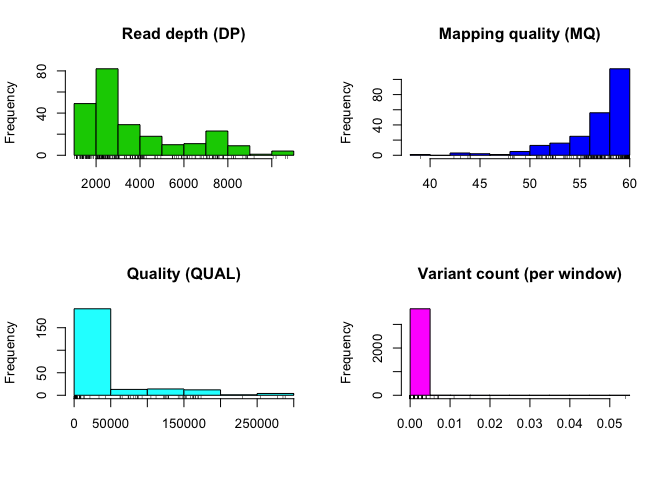 Read depth (DP)
Frequency
0 40 80
2000 4000 6000 8000
Mapping quality (MQ)
Frequency
0 40 80
40 45 50 55 60
Quality (QUAL)
Frequency
0 50 150
0 50000 150000 250000
Variant count (per window)
Frequency
0 2000
0.00 0.01 0.02 0.03 0.04 0.05